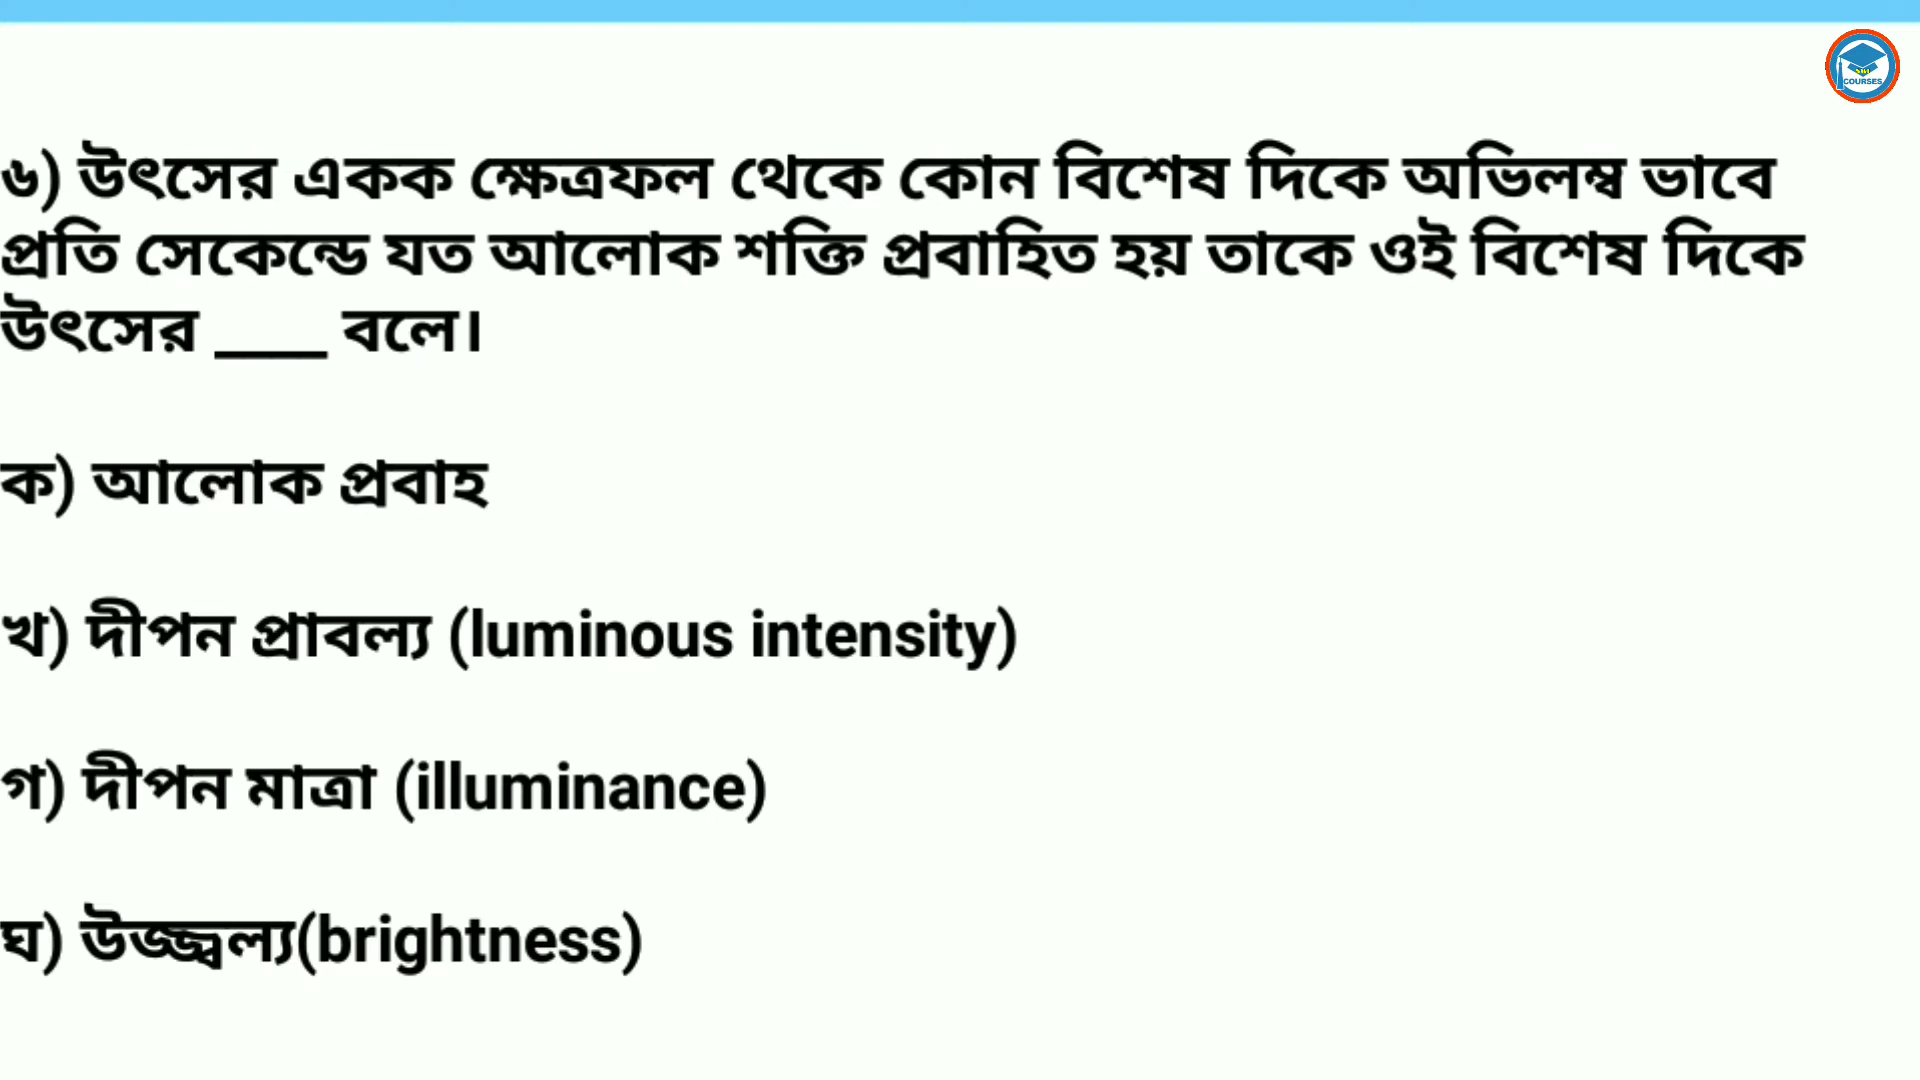 COURSES
৬) উৎসের একক ক্ষেত্রফল থেকে কোন বিশেষ দিকে অভিলম্ব ভাবে
প্রতি সেকেন্ডে যত আলোক শক্তি প্রবাহিত হয় তাকে ওই বিশেষ দিকে
উৎসের ____ বলে।
ক) আলোক প্রবাহ
খ) দীপন প্রাবল্য (luminous intensity)
গ) দীপন মাত্রা (illuminance)
ঘ) উজ্জ্বল্য(brightness)